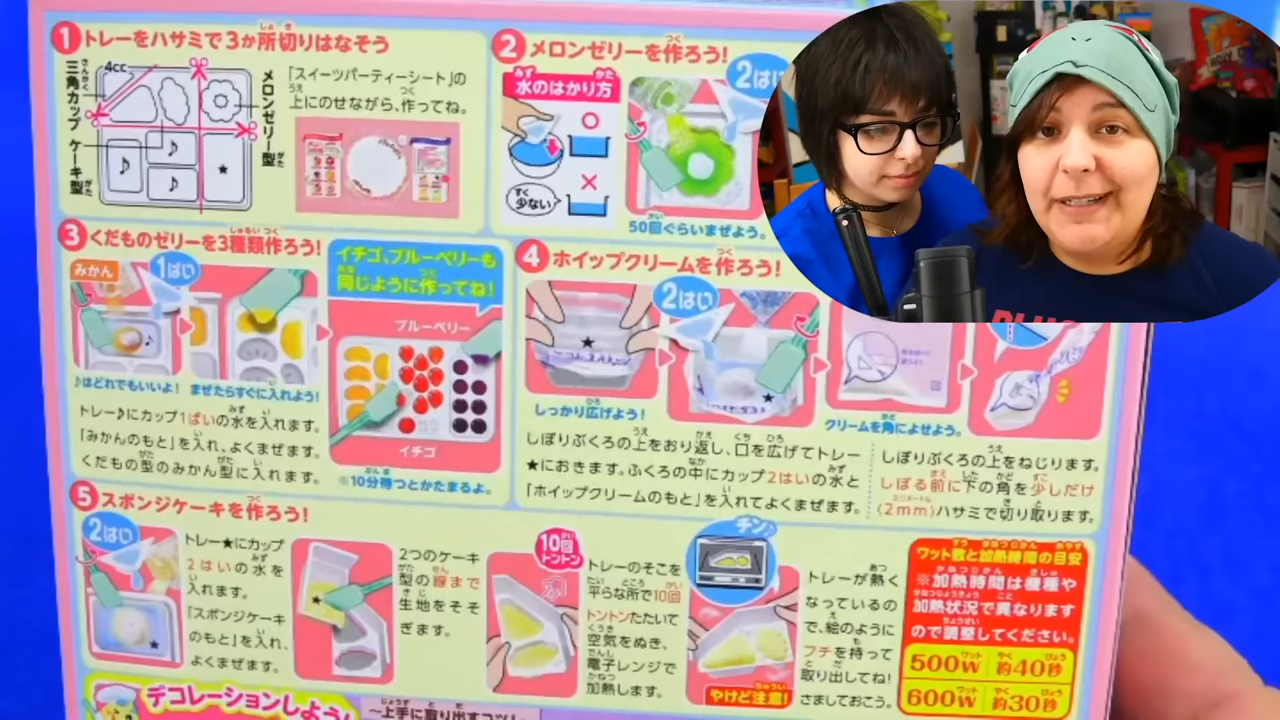 1 トレーをハサミで3か所切りはなそう
4cc
三角カップ
ケーキ型
メロンゼリー型
「スイーツパーティーシート」の
上にのせながら、作ってね。
2 メロンゼリーを作ろう!
水のはかり方
すく少ない
2はい
50回ぐらいまぜよう。
3 くだものゼリーを3種類作ろう!
みかん
1ぱい
♪はどれでもいいよ! まぜたらすぐに入れよう!
トレー♪にカップ1ぱいの水を入れます。
「みかんのもと」を入れ、よくまぜます。
くだもの型のみかん型に入れます。
イチゴ、ブルーベリーも
同じように作ってね!
ブルーベリー
イチゴ
※10分待つとかたまるよ。
4 ホイップクリームを作ろう!
2はい
しっかり広げよう!
クリームを角によせよう。
しぼりぶくろの上をおり返し、口を広げてトレー
★におきます。ふくろの中にカップ2はいの水と
「ホイップクリームのもと」を入れてよくまぜます。
しぼりぶくろの上をねじります。
しぼる前に下の角を少しだけ
(2mm)ハサミで切り取ります。
5 スポンジケーキを作ろう!
2はい
トレー★にカップ
2はいの水を
入れます。
「スポンジケーキ
のもと」を入れ、
よくまぜます。
2つのケーキ
型の線まで
生地をそそ
ぎます。
10回
トントン
トレーのそこを
平らな所で10回
トントンたたいて
空気をぬき、
電子レンジで
加熱します。
チン♪
やけど注意!
トレーが熱く
なっているの
で、絵のように
フチを持って
取り出してね!
さましておこう。
ワット数と加熱時間の目安
※加熱時間は機種や
加熱状況で異なります
ので調整してください。
500W 約40秒
600W 約30秒
デコレーションしよう!
〜上手に取り出すコツ!